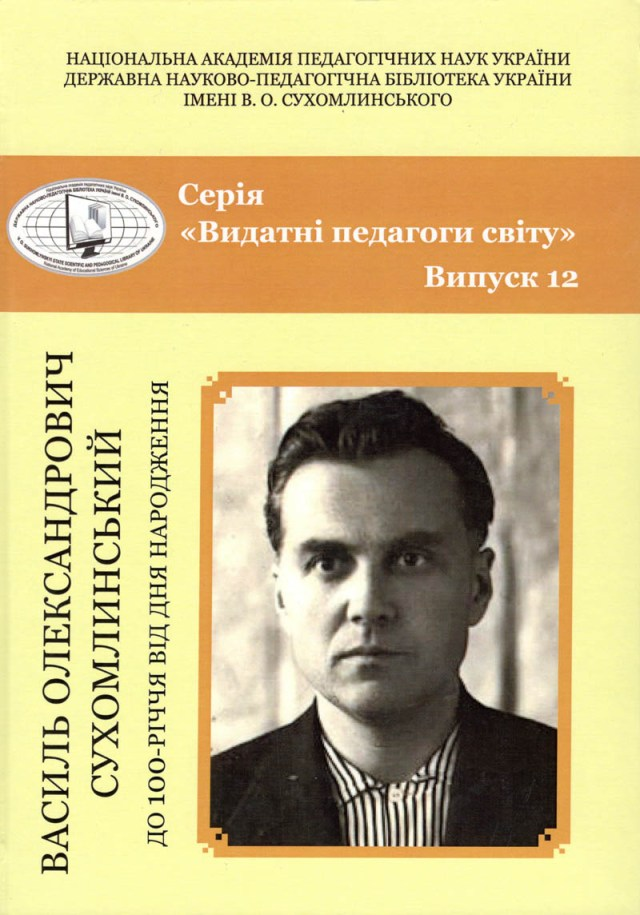 НАЦІОНАЛЬНА АКАДЕМІЯ ПЕДАГОГІЧНИХ НАУК УКРАЇНИ
ДЕРЖАВНА НАУКОВО-ПЕДАГОГІЧНА БІБЛІОТЕКА УКРАЇНИ
ІМЕНІ В. О. СУХОМЛИНСЬКОГО
Серія
«Видатні педагоги світу»
Випуск 12
ВАСИЛЬ ОЛЕКСАНДРОВИЧ
СУХОМЛИНСЬКИЙ
ДО 100-РІЧЧЯ ВІД ДНЯ НАРОДЖЕННЯ